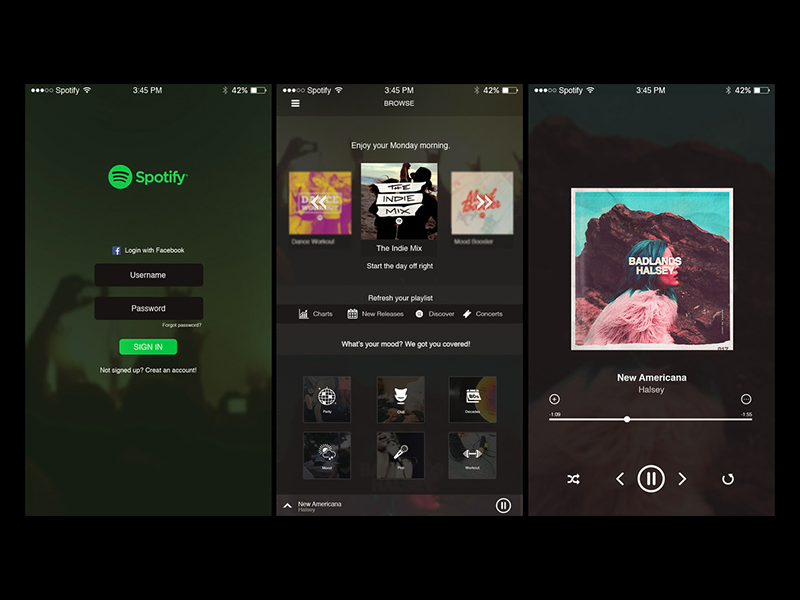 Spotify 3:45 PM 42%
Spotify
Login with Facebook
Username
Password
Forgot password?
SIGN IN
Not signed up? Creat an account!
Spotify 3:45 PM 42%
BROWSE
Enjoy your Monday morning.
DANCE
WORKOUT
THE
INDIE
MIX
Mood
Booster
Dance Workout
The Indie Mix
Mood Booster
Start the day off right
Refresh your playlist
Charts New Releases Discover Concerts
What's your mood? We got you covered!
Party Chill Decades
Mood Pop Workout
New Americana
Halsey
Spotify 3:45 PM 42%
BADLANDS
HALSEY
New Americana
Halsey
-1.09 -1.55